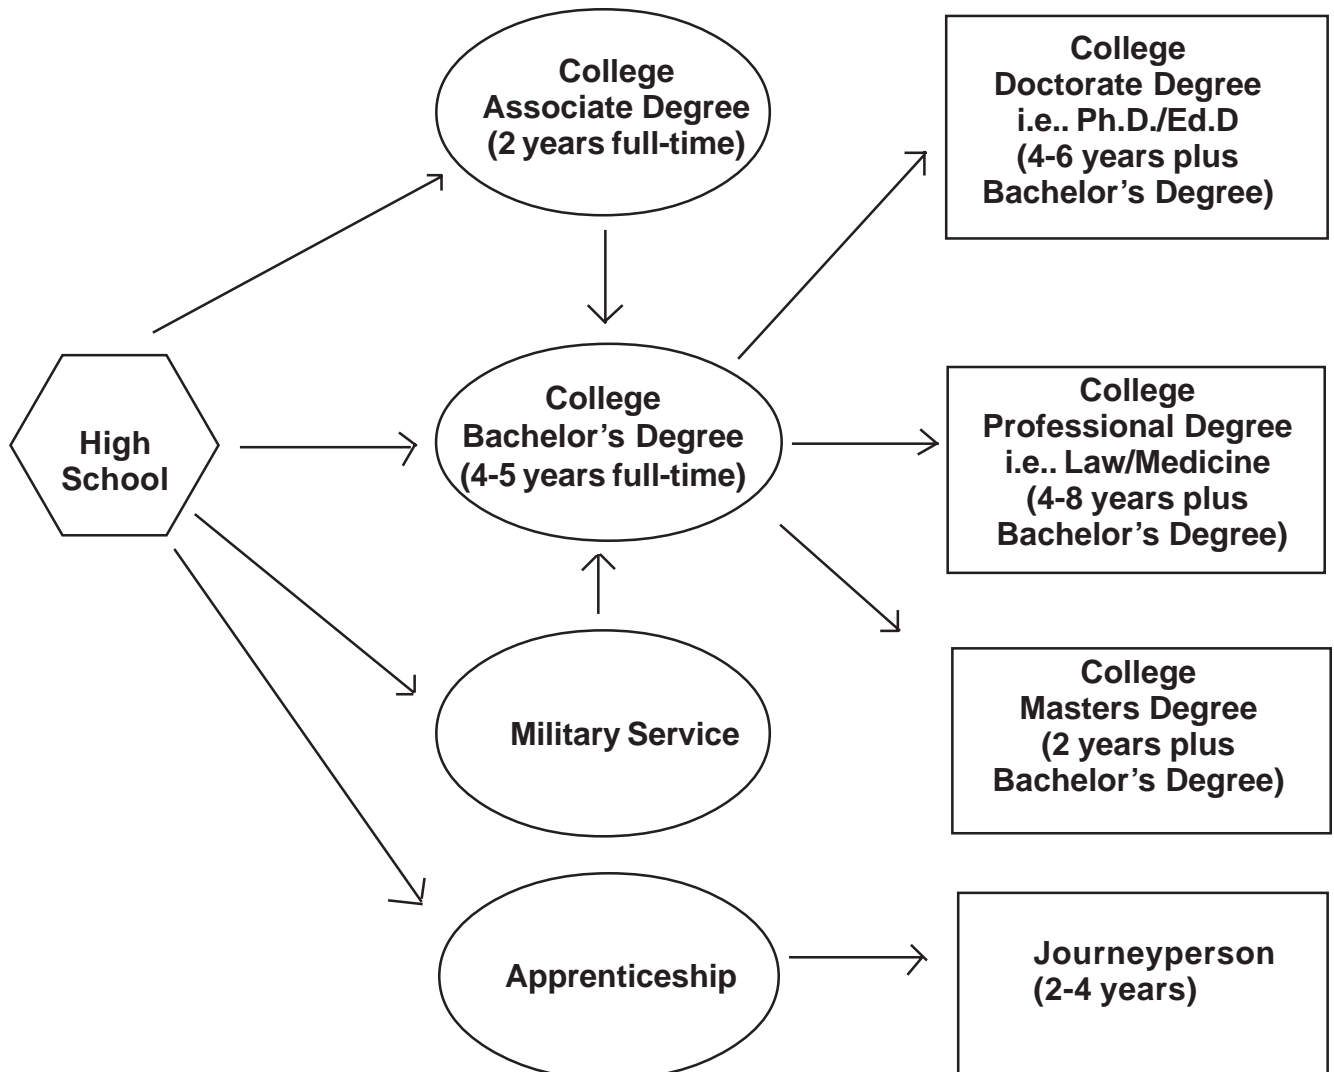 College
Associate Degree
(2 years full-time)
College
Doctorate Degree
i.e.. Ph.D./Ed.D
(4-6 years plus
Bachelor’s Degree)
High
School
College
Bachelor’s Degree
(4-5 years full-time)
College
Professional Degree
i.e.. Law/Medicine
(4-8 years plus
Bachelor’s Degree)
Military Service
College
Masters Degree
(2 years plus
Bachelor’s Degree)
Apprenticeship
Journeyperson
(2-4 years)